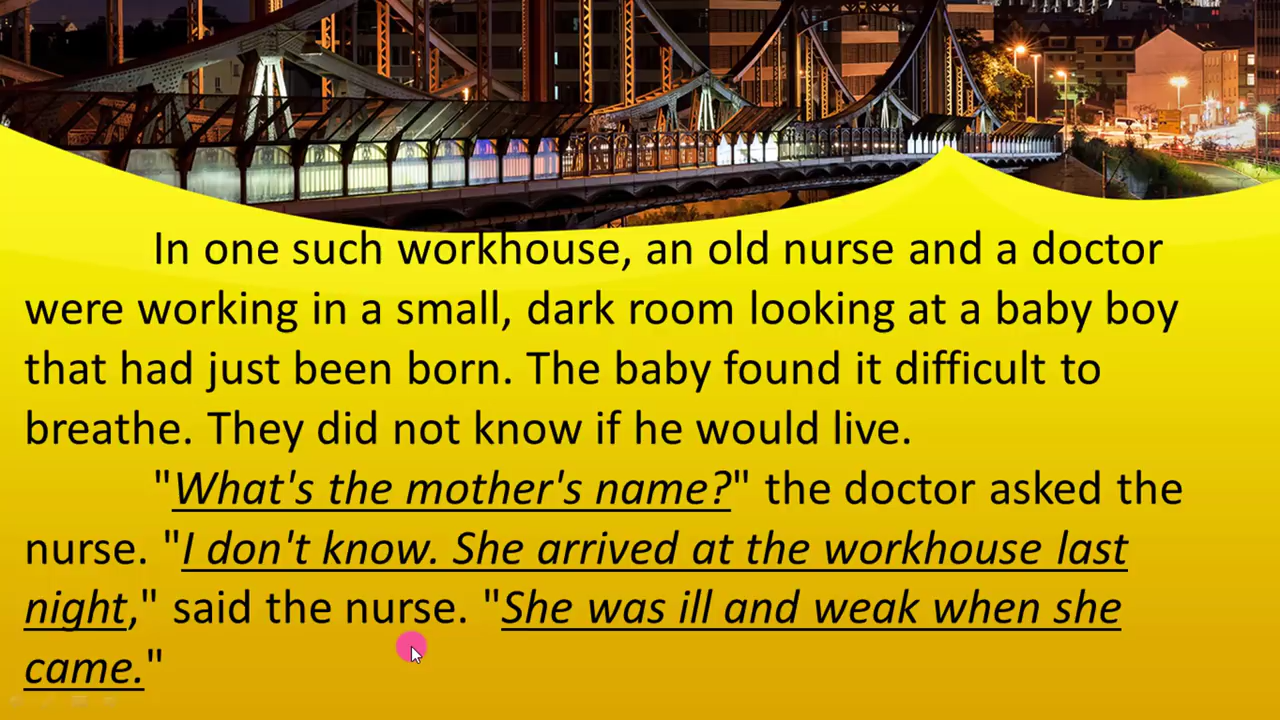 In one such workhouse, an old nurse and a doctor
were working in a small, dark room looking at a baby boy
that had just been born. The baby found it difficult to
breathe. They did not know if he would live.
"What's the mother's name?" the doctor asked the
nurse. "I don't know. She arrived at the workhouse last
night," said the nurse. "She was ill and weak when she
came."